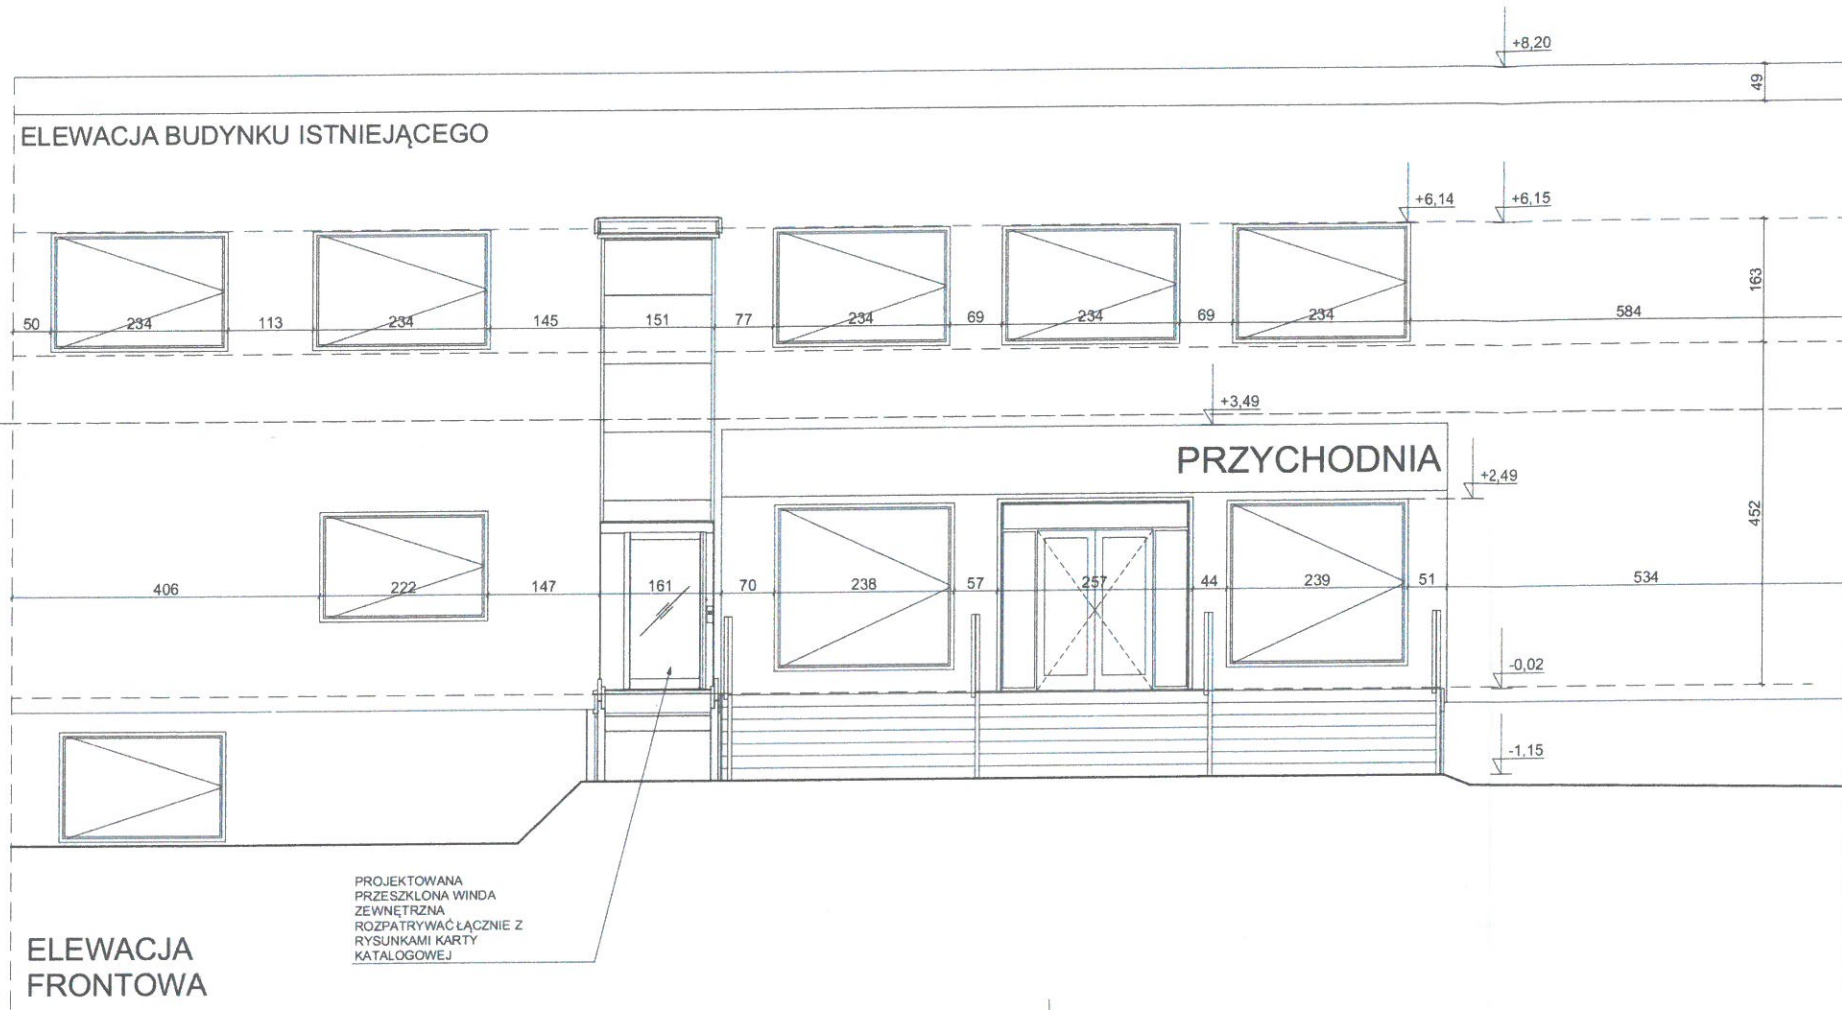 +8,20
49
ELEWACJA BUDYNKU ISTNIEJĄCEGO
+6,14
+6,15
163
50 234 113 234 145 151 77 234 69 234 69 234 584
+3,49
PRZYCHODNIA
+2,49
452
406 222 147 161 70 238 57 257 44 239 51 534
-0,02
-1,15
PROJEKTOWANA
PRZESZKLONA WINDA
ZEWNĘTRZNA
ROZPATRYWAĆ ŁĄCZNIE Z
RYSUNKAMI KARTY
KATALOGOWEJ
ELEWACJA
FRONTOWA